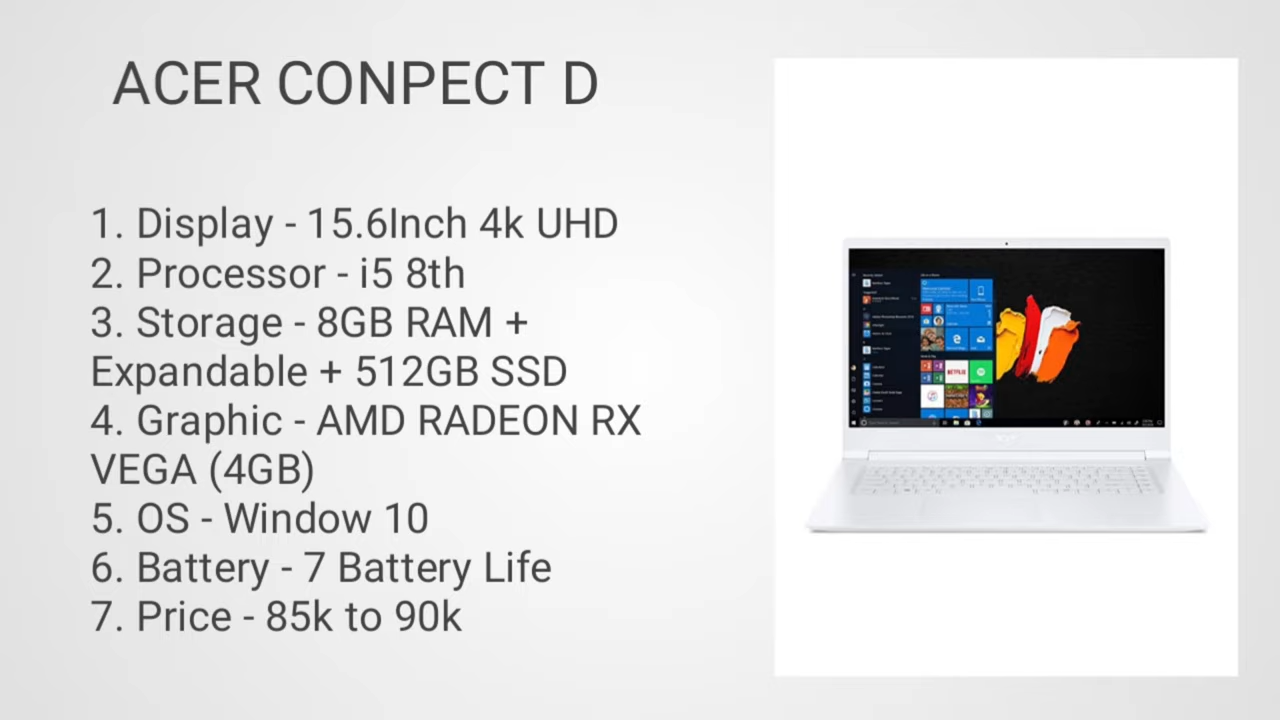 ACER CONPECT D
1. Display - 15.6Inch 4k UHD
2. Processor - i5 8th
3. Storage - 8GB RAM +
Expandable + 512GB SSD
4. Graphic - AMD RADEON RX
VEGA (4GB)
5. OS - Window 10
6. Battery - 7 Battery Life
7. Price - 85k to 90k
NETFLIX